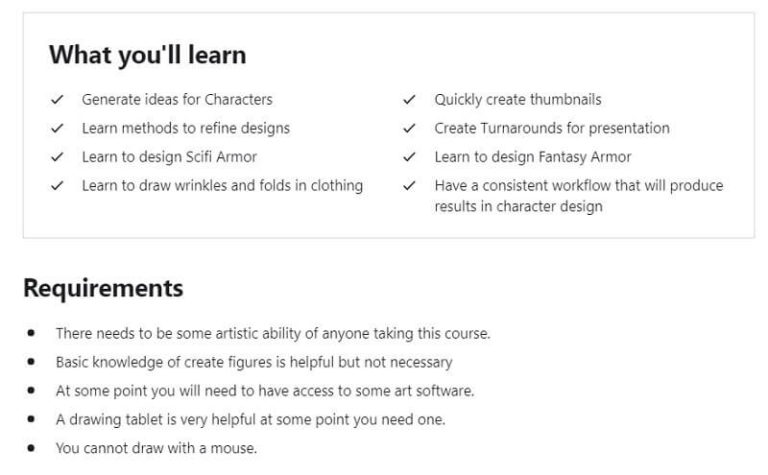 What you'll learn
Generate ideas for Characters
Learn methods to refine designs
Learn to design Scifi Armor
Learn to draw wrinkles and folds in clothing
Quickly create thumbnails
Create Turnarounds for presentation
Learn to design Fantasy Armor
Have a consistent workflow that will produce
results in character design
Requirements
There needs to be some artistic ability of anyone taking this course.
Basic knowledge of create figures is helpful but not necessary
At some point you will need to have access to some art software.
A drawing tablet is very helpful at some point you need one.
You cannot draw with a mouse.